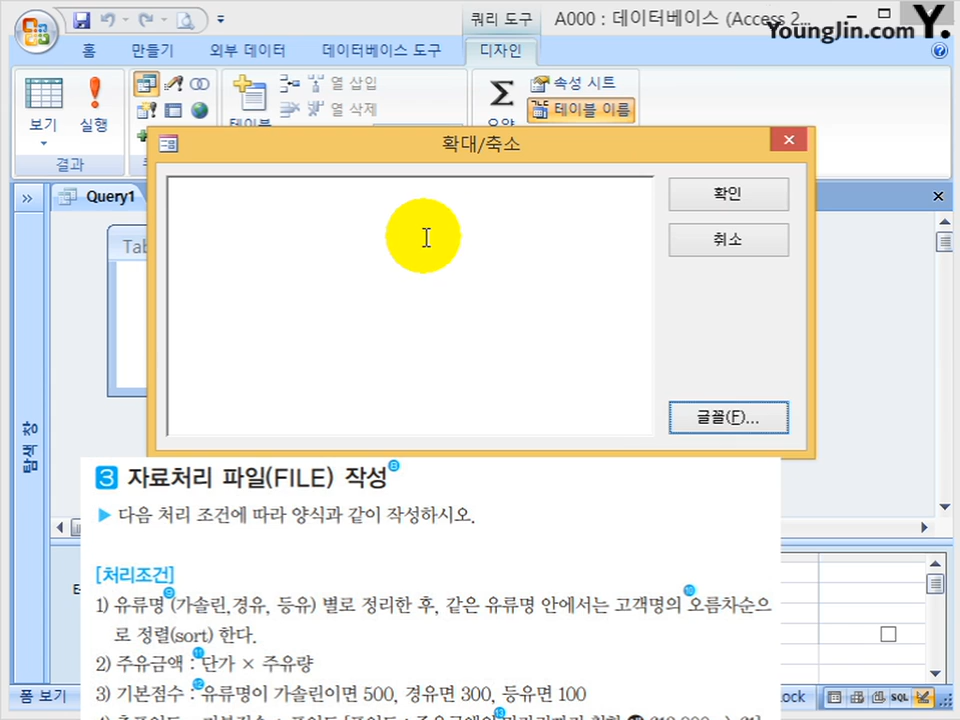 쿼리 도구
A000 : 데이터베이스 (Access 2...
YoungJin.com Y.
홈
만들기
외부 데이터
데이터베이스 도구
디자인
보기
실행
결과
열 삽입
열 삭제
속성 시트
테이블 이름
확대/축소
Query1
확인
취소
글꼴(F)...
탐색 창
3 자료처리 파일(FILE) 작성 8
▶ 다음 처리 조건에 따라 양식과 같이 작성하시오.
[처리조건]
1) 유류명 9 (가솔린, 경유, 등유) 별로 정리한 후, 같은 유류명 안에서는 고객명의 10 오름차순으
로 정렬(sort) 한다.
2) 주유금액 : 11 단가 × 주유량
3) 기본점수 : 12 유류명이 가솔린이면 500, 경유면 300, 등유면 100
폼 보기
SQL